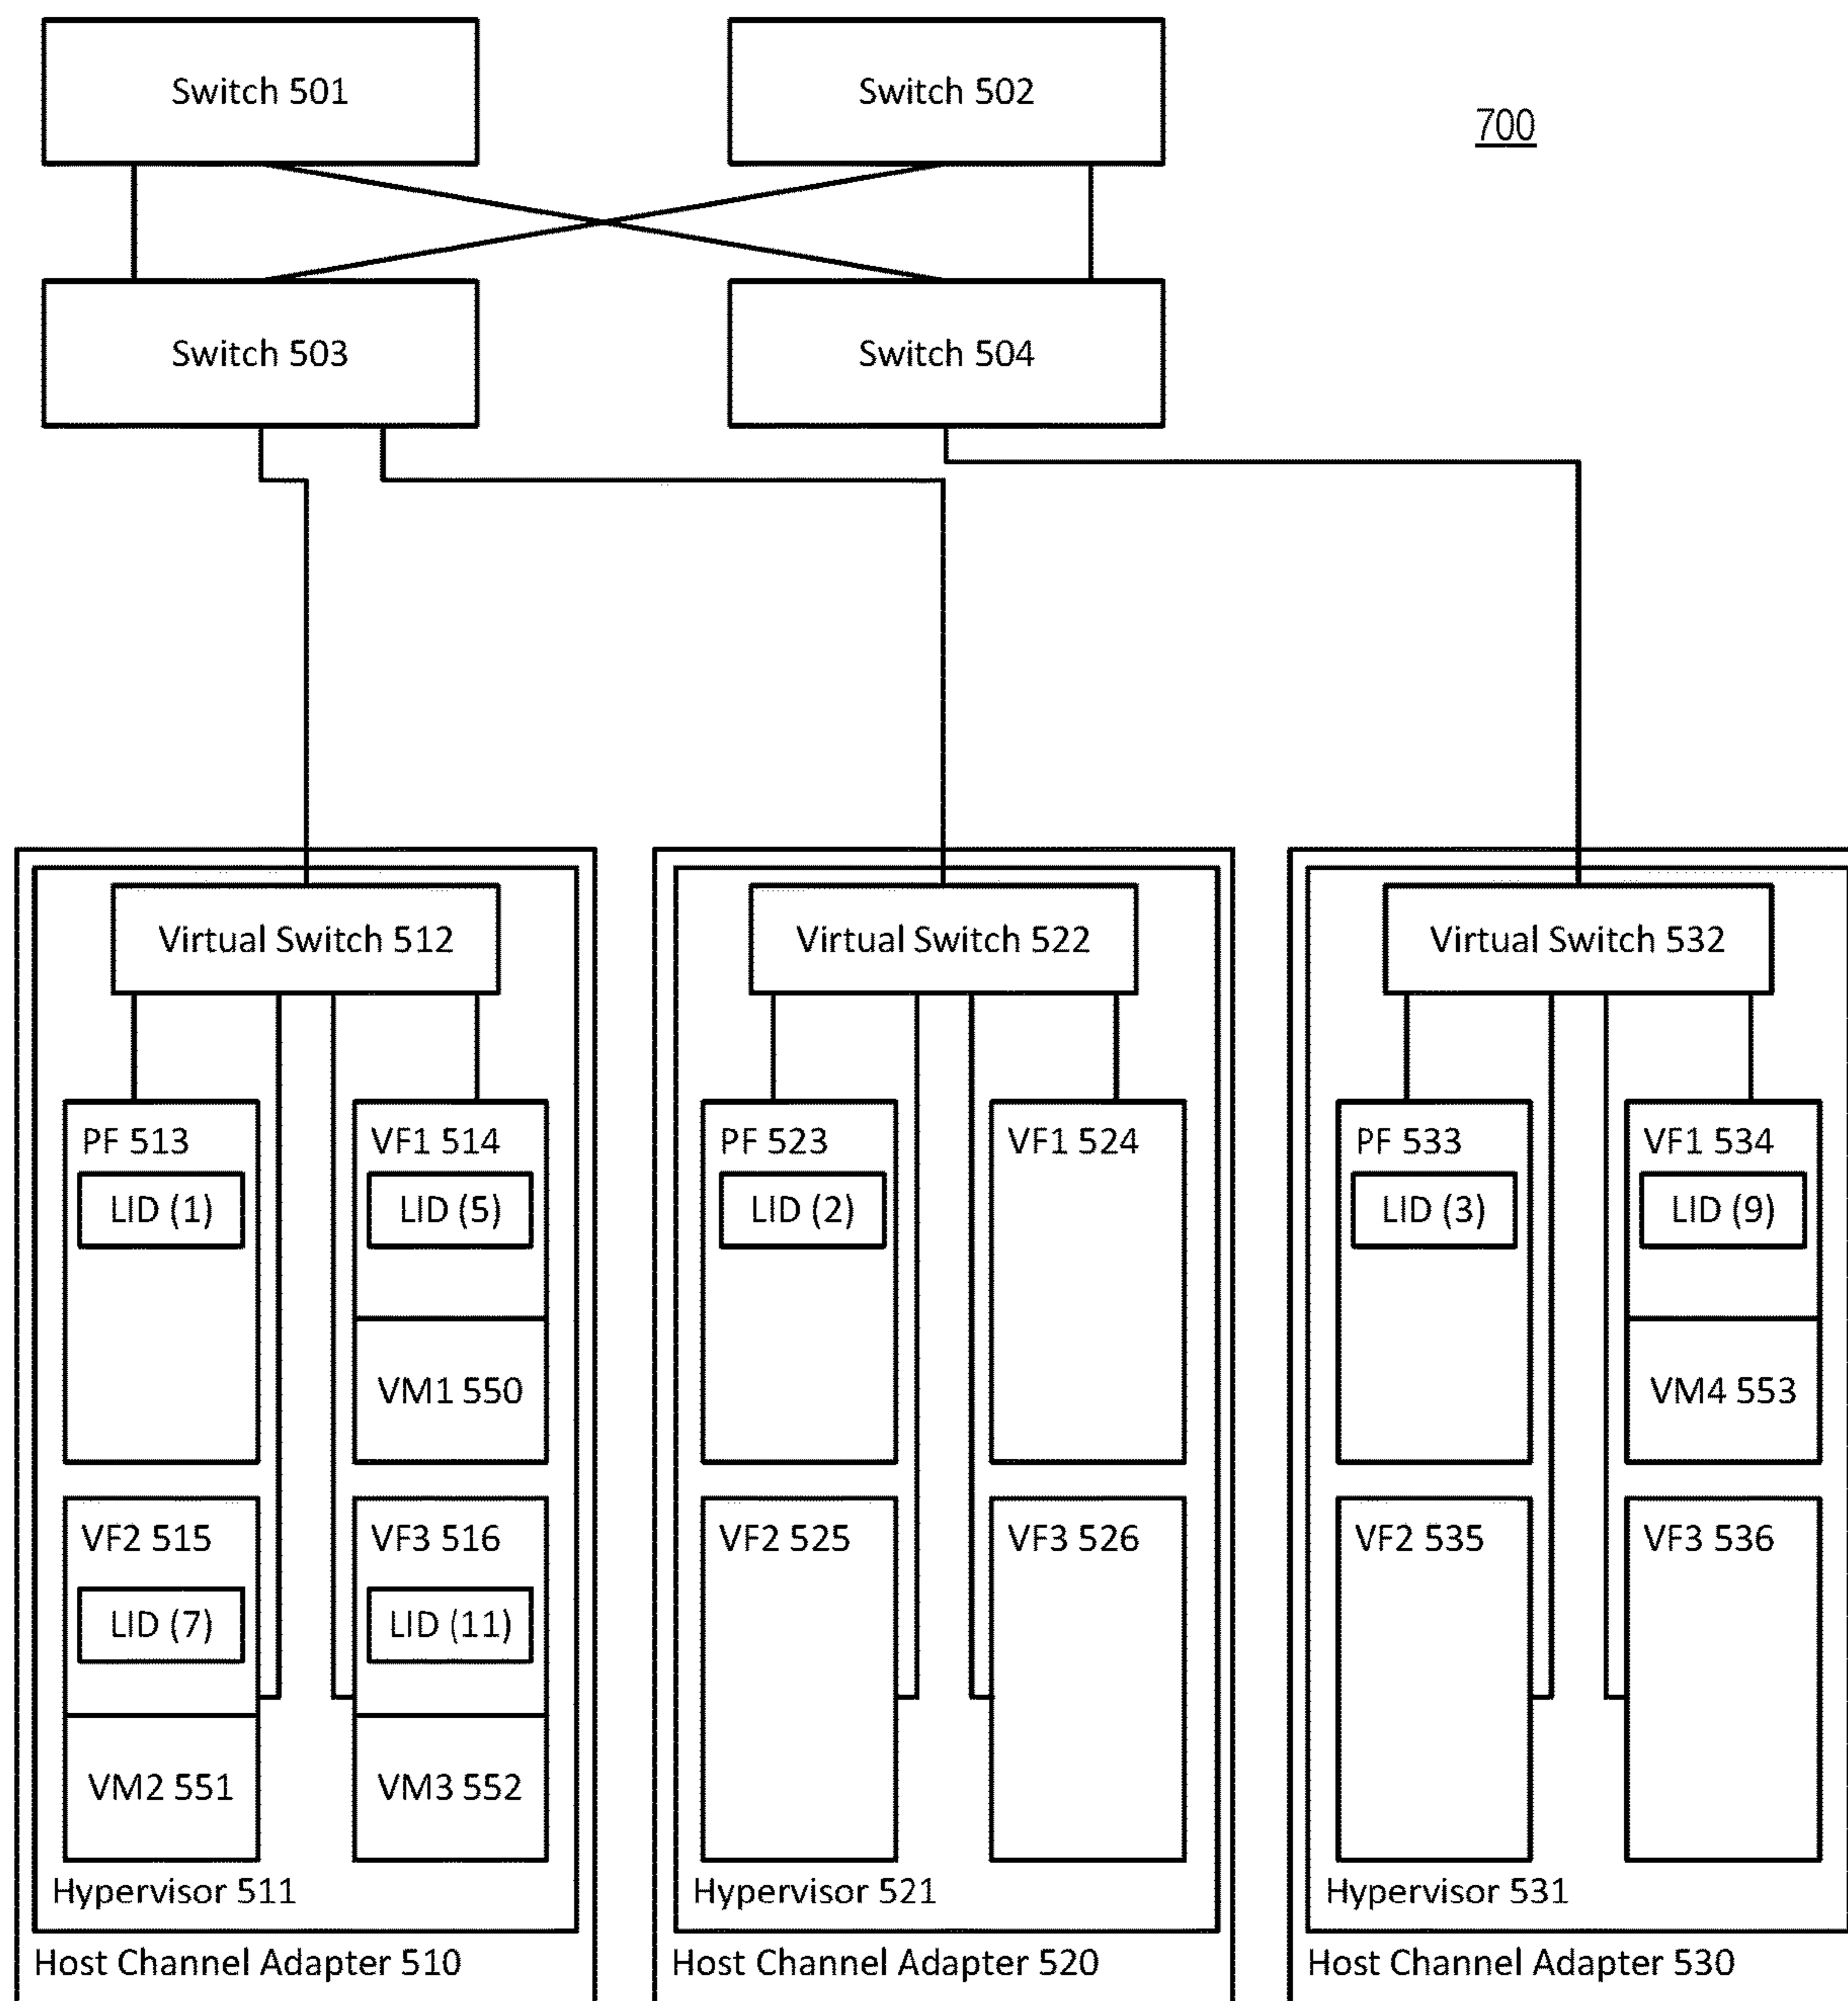 Switch 501
Switch 502
700
Switch 503
Switch 504
Virtual Switch 512
Virtual Switch 522
Virtual Switch 532
PF 513
LID (1)
VF1 514
LID (5)
VM1 550
VF2 515
LID (7)
VM2 551
VF3 516
LID (11)
VM3 552
Hypervisor 511
Host Channel Adapter 510
PF 523
LID (2)
VF1 524
VF2 525
VF3 526
Hypervisor 521
Host Channel Adapter 520
PF 533
LID (3)
VF1 534
LID (9)
VM4 553
VF2 535
VF3 536
Hypervisor 531
Host Channel Adapter 530